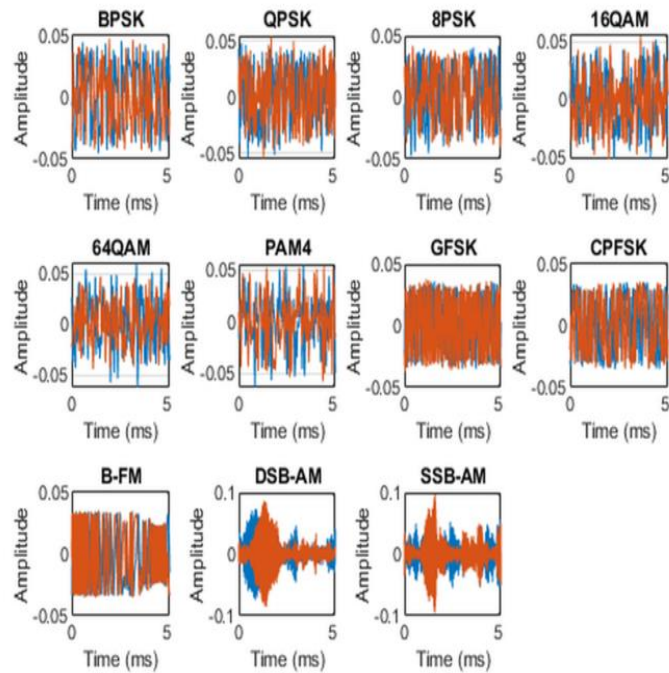 BPSK QPSK 8PSK 16QAM
0.05 0.05 0.05
Amplitude Amplitude Amplitude Amplitude
0 0 0 0
-0.05 -0.05 -0.05 -0.05
0 5 0 5 0 5 0 5
Time (ms) Time (ms) Time (ms) Time (ms)
64QAM PAM4 GFSK CPFSK
0.05 0.05 0.05 0.05
Amplitude Amplitude Amplitude Amplitude
0 0 0 0
-0.05 -0.05 -0.05 -0.05
0 5 0 5 0 5 0 5
Time (ms) Time (ms) Time (ms) Time (ms)
B-FM DSB-AM SSB-AM
0.05 0.1 0.1
Amplitude Amplitude Amplitude
0 0 0
-0.05 -0.1 -0.1
0 5 0 5 0 5
Time (ms) Time (ms) Time (ms)